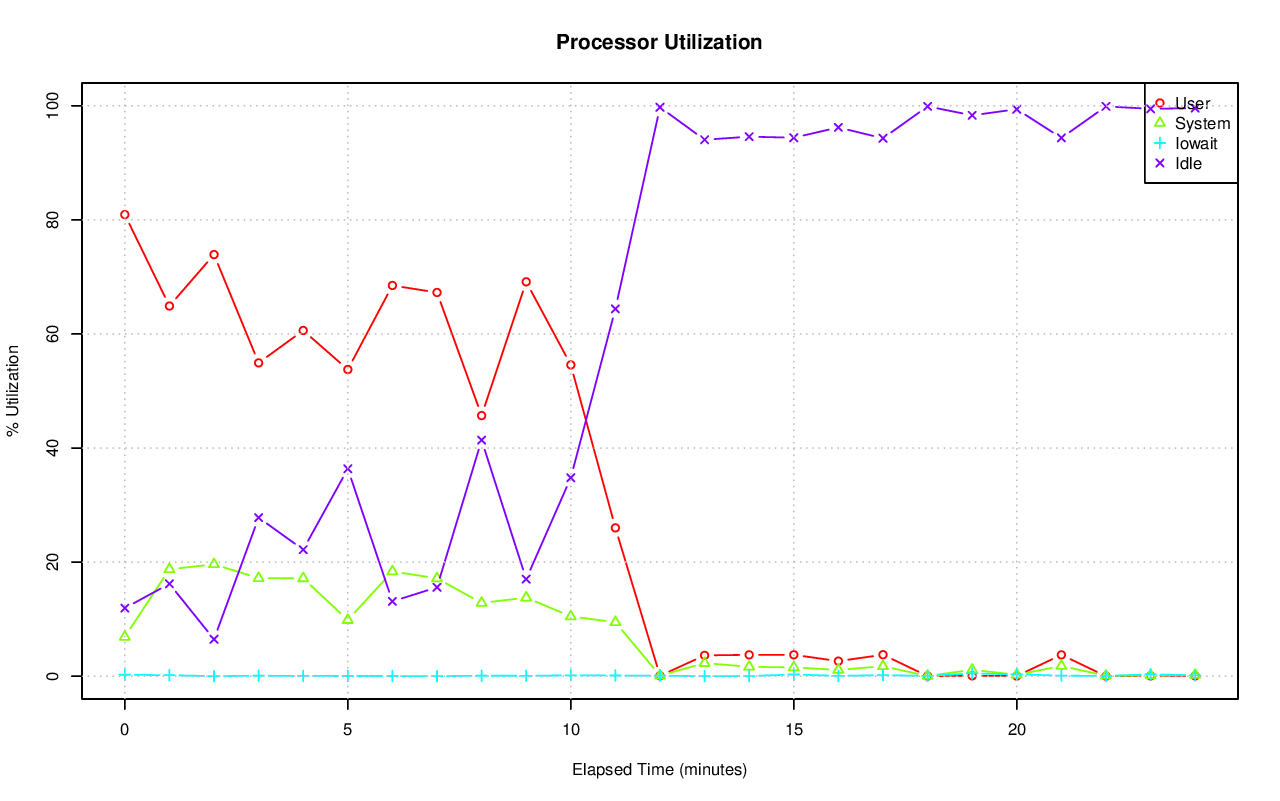 Processor Utilization
100
80
60
40
20
0
% Utilization
User
System
Iowait
Idle
0 5 10 15 20
Elapsed Time (minutes)